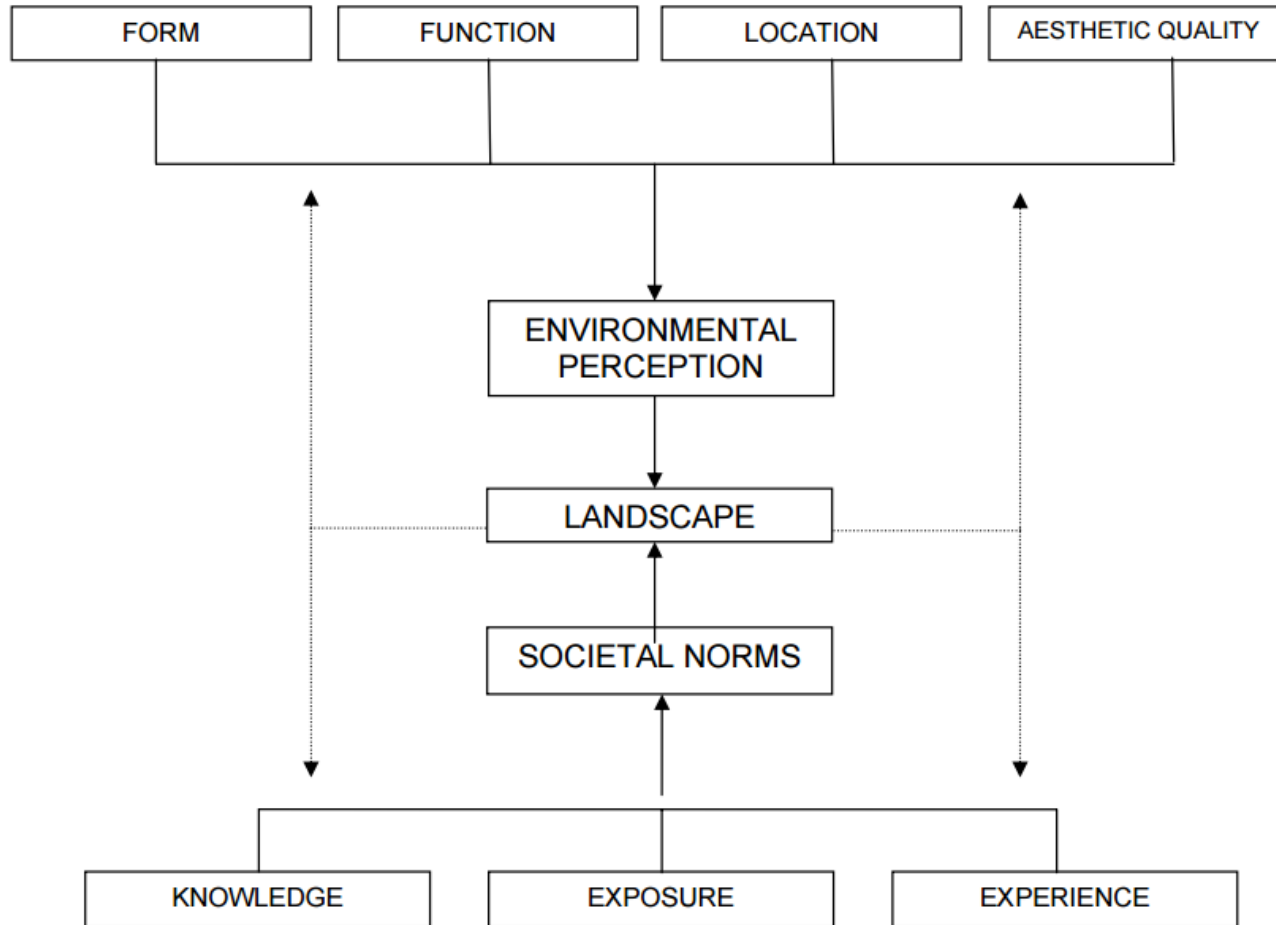 FORM
FUNCTION
LOCATION
AESTHETIC QUALITY
ENVIRONMENTAL
PERCEPTION
LANDSCAPE
SOCIETAL NORMS
KNOWLEDGE
EXPOSURE
EXPERIENCE